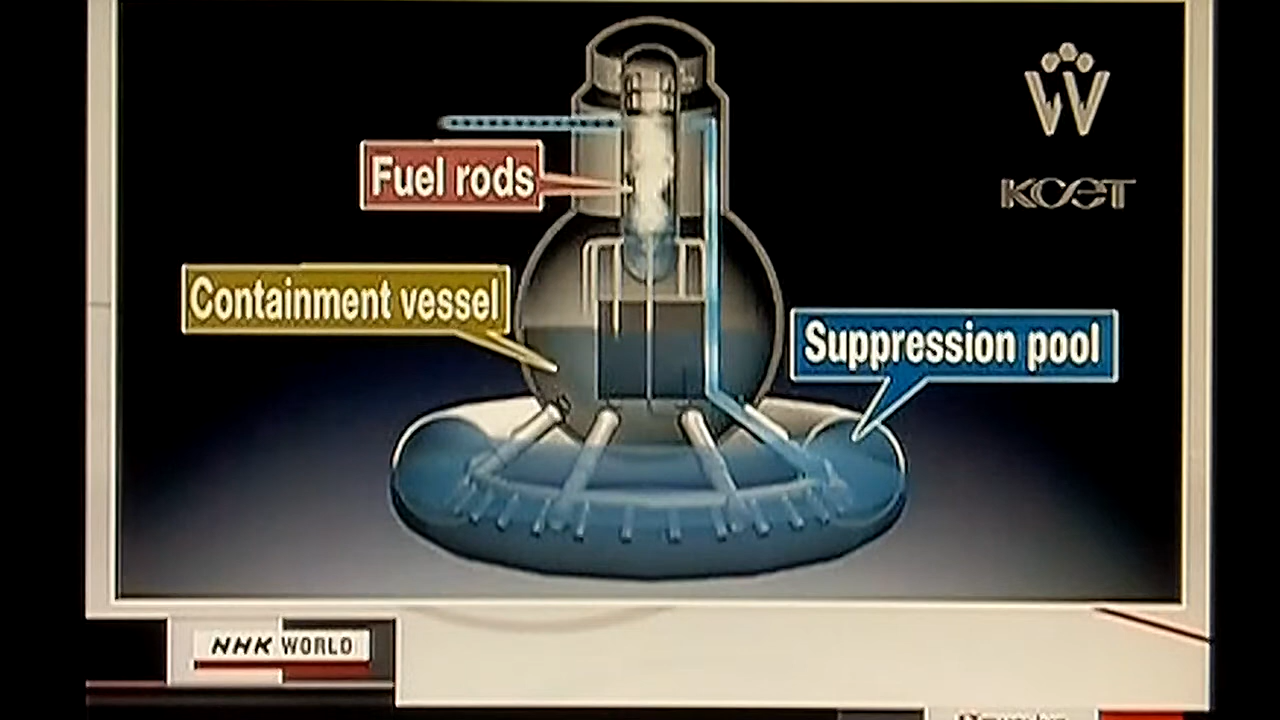 Fuel rods
Containment vessel
Suppression pool
KCET
NHK WORLD